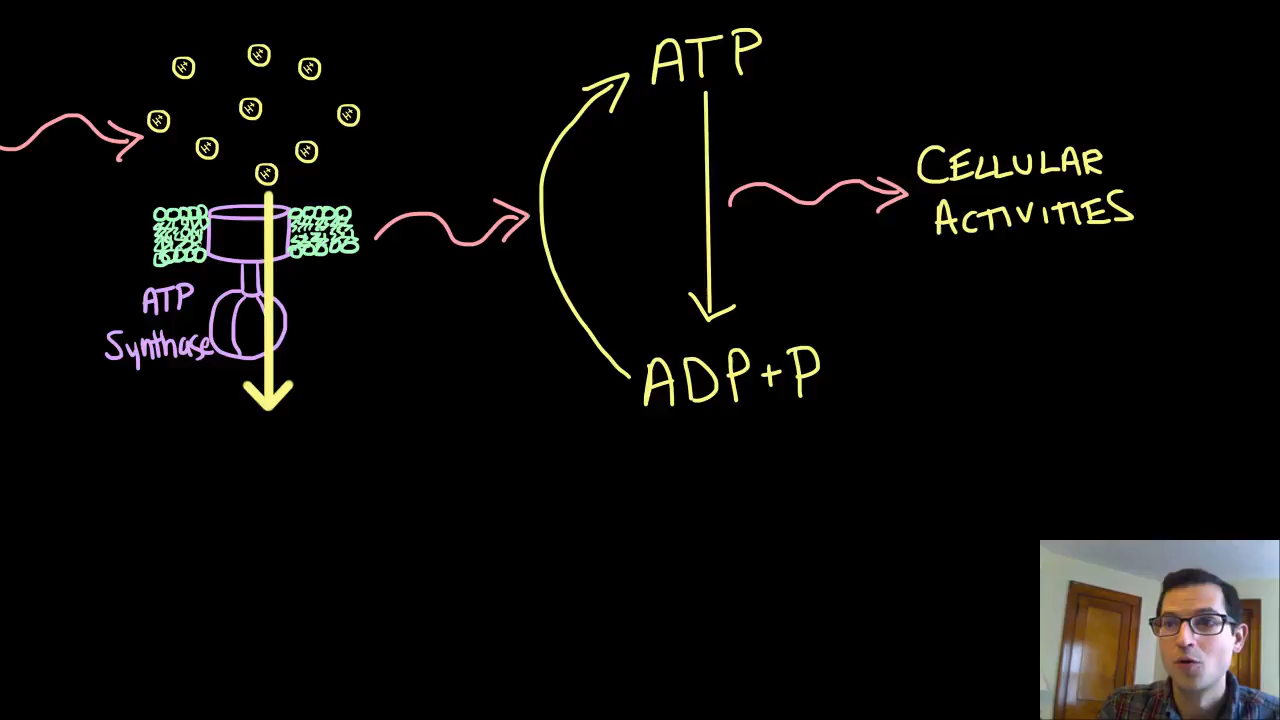 H+
H+
H+
H+
H+
H+
H+
H+
H+
ATP
Synthase
ATP
ADP+P
CELLULAR
ACTIVITIES